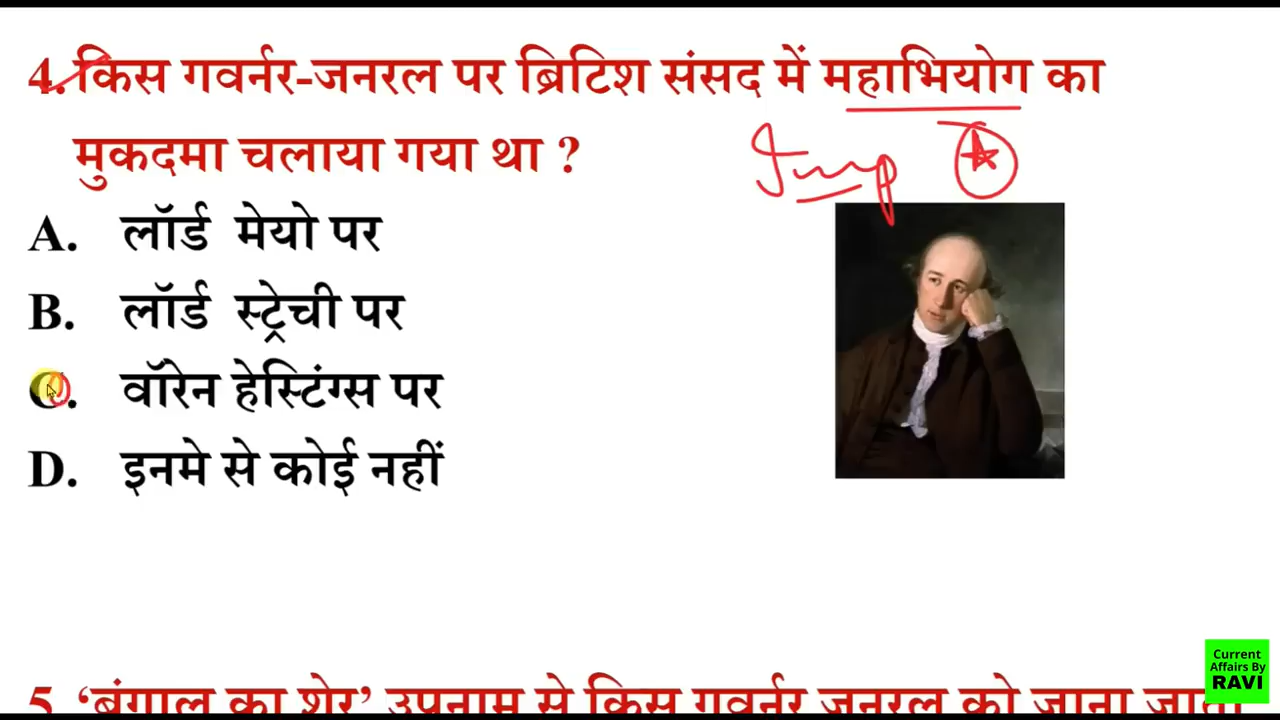 4. किस गवर्नर-जनरल पर ब्रिटिश संसद में महाभियोग का
मुकदमा चलाया गया था ?
Imp
A. लॉर्ड मेयो पर
B. लॉर्ड स्ट्रेची पर
C. वॉरेन हेस्टिंग्स पर
D. इनमे से कोई नहीं
Current
Affairs By
RAVI
5. ‘बंगाल का शेर’ उपनाम से किस गवर्नर जनरल को जाना जाता